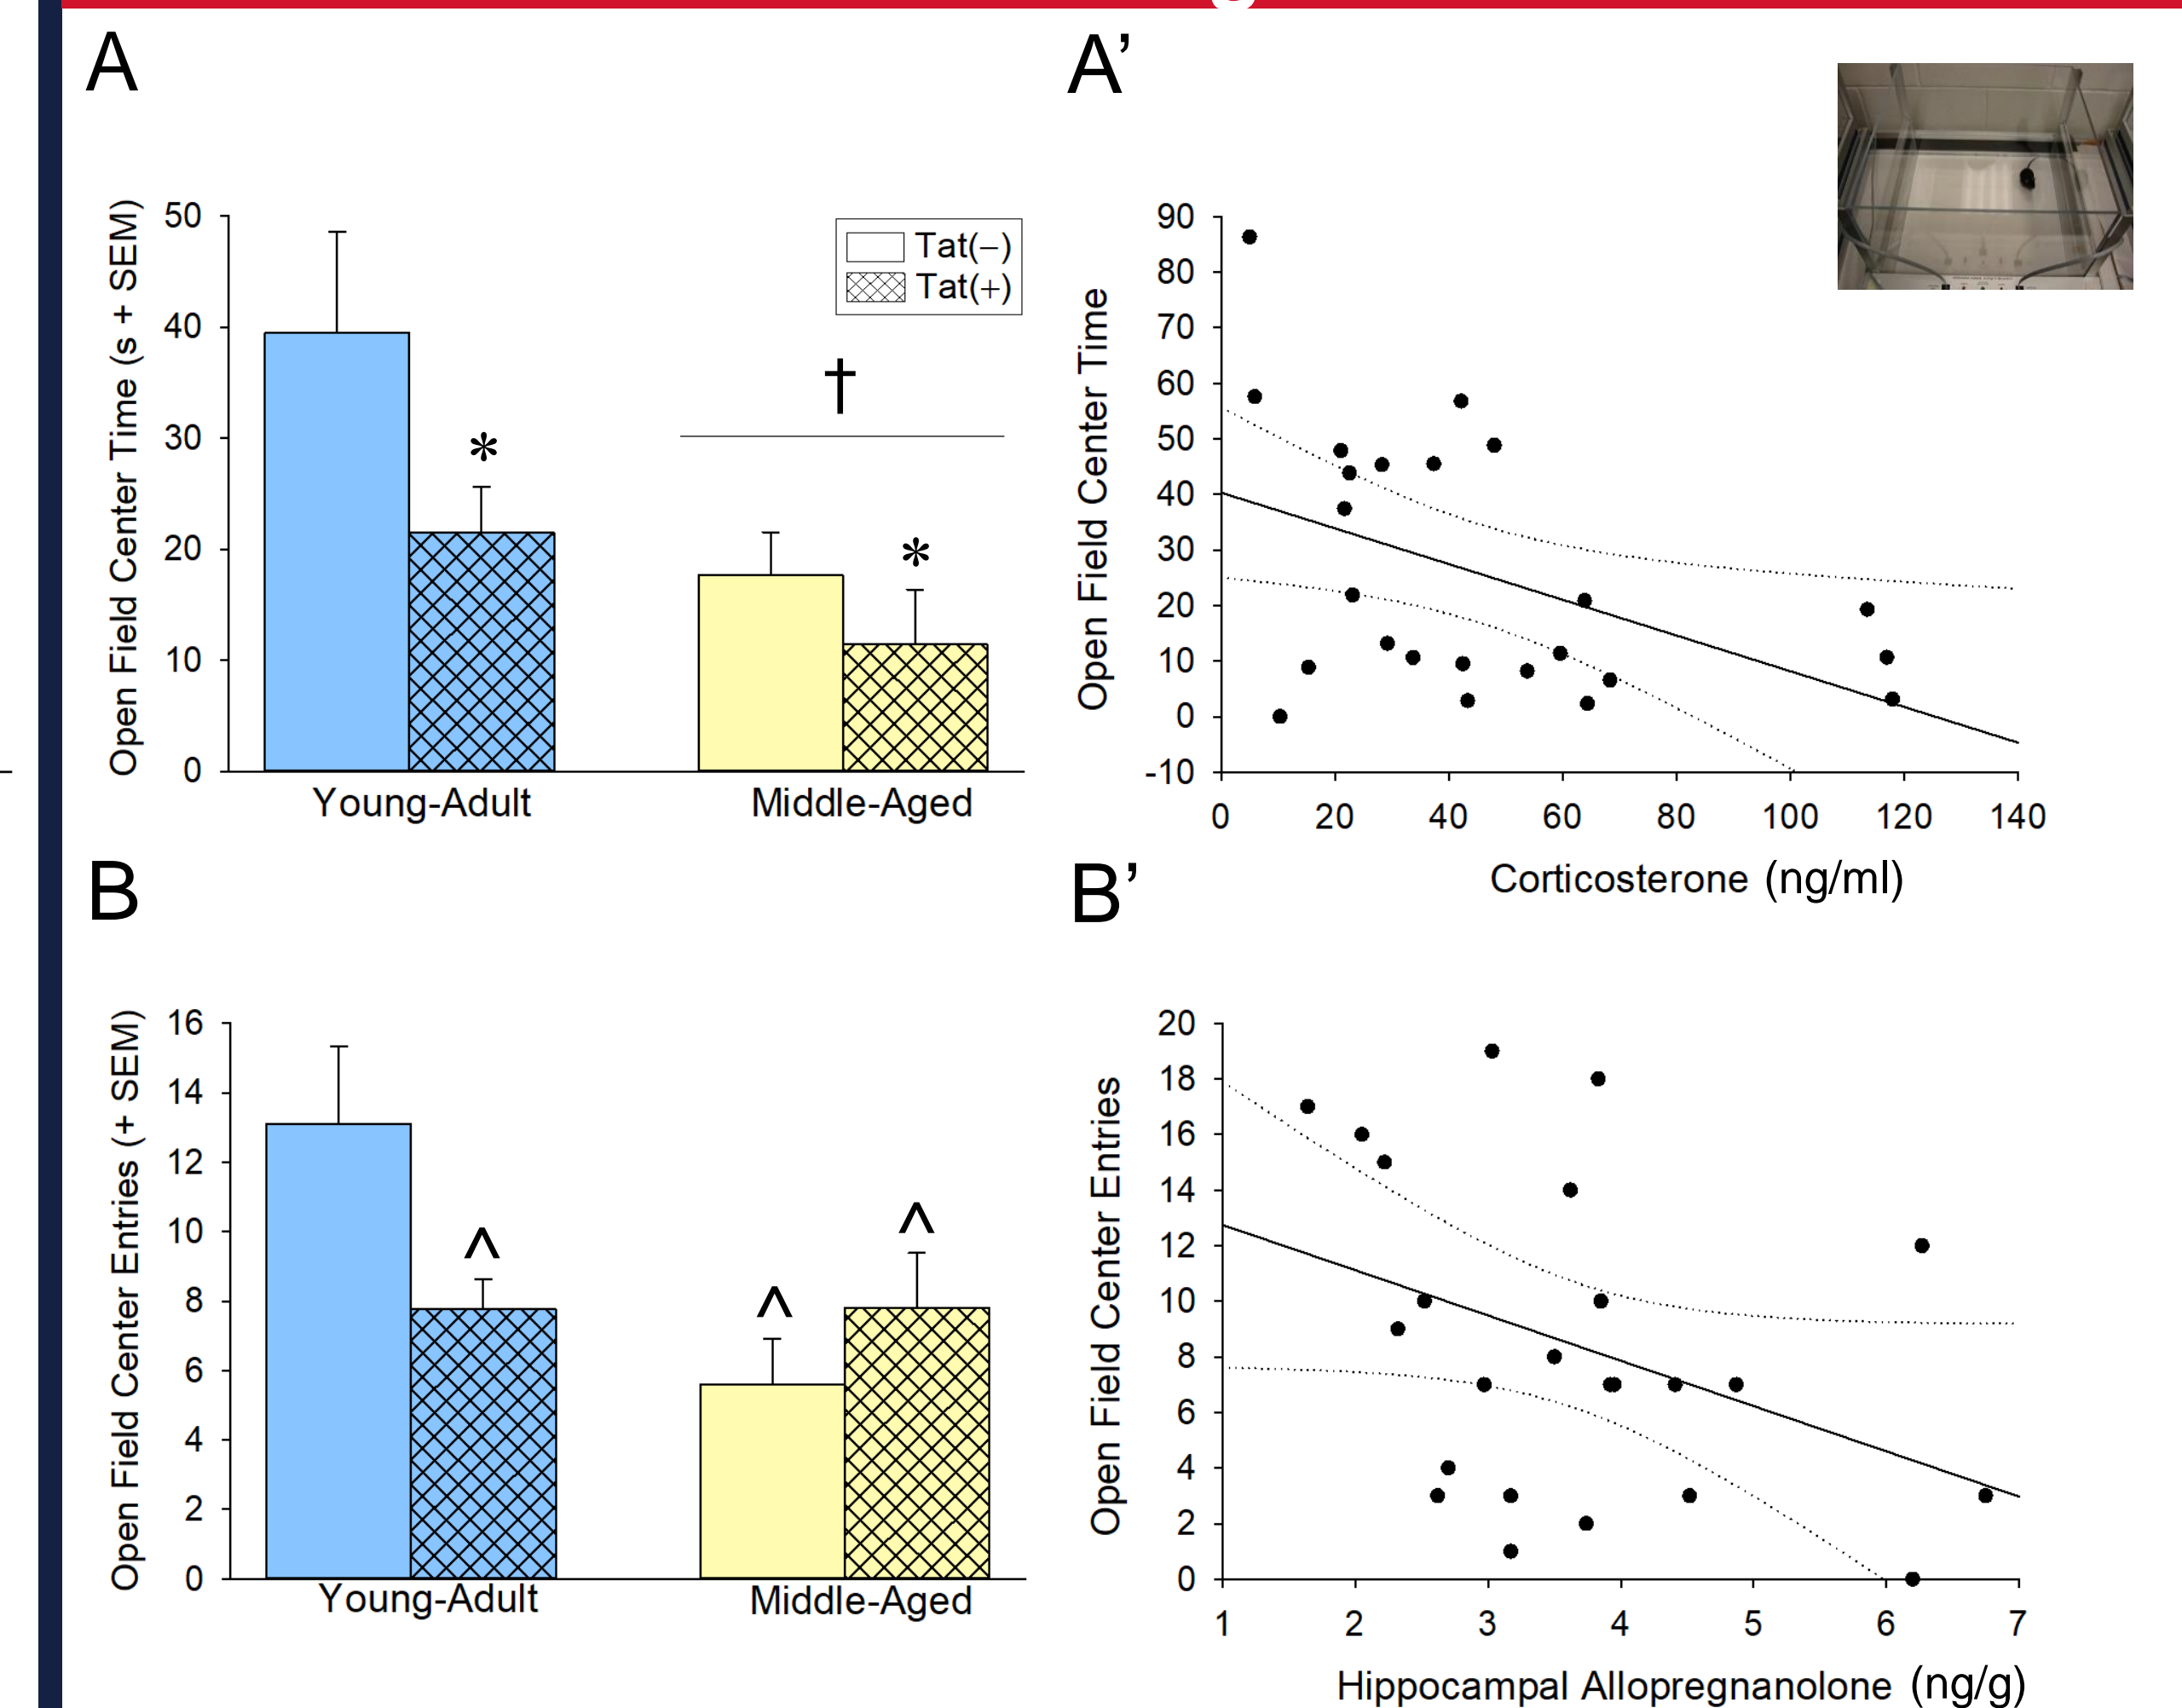 A
Open Field Center Time (s + SEM)
50
40
30
20
10
0
Tat(−)
Tat(+)
*
†
*
Young-Adult
Middle-Aged
A’
Open Field Center Time
90
80
70
60
50
40
30
20
10
0
-10
0 20 40 60 80 100 120 140
Corticosterone (ng/ml)
B
Open Field Center Entries (+ SEM)
16
14
12
10
8
6
4
2
0
^
^
^
Young-Adult
Middle-Aged
B’
Open Field Center Entries
20
18
16
14
12
10
8
6
4
2
0
1 2 3 4 5 6 7
Hippocampal Allopregnanolone (ng/g)